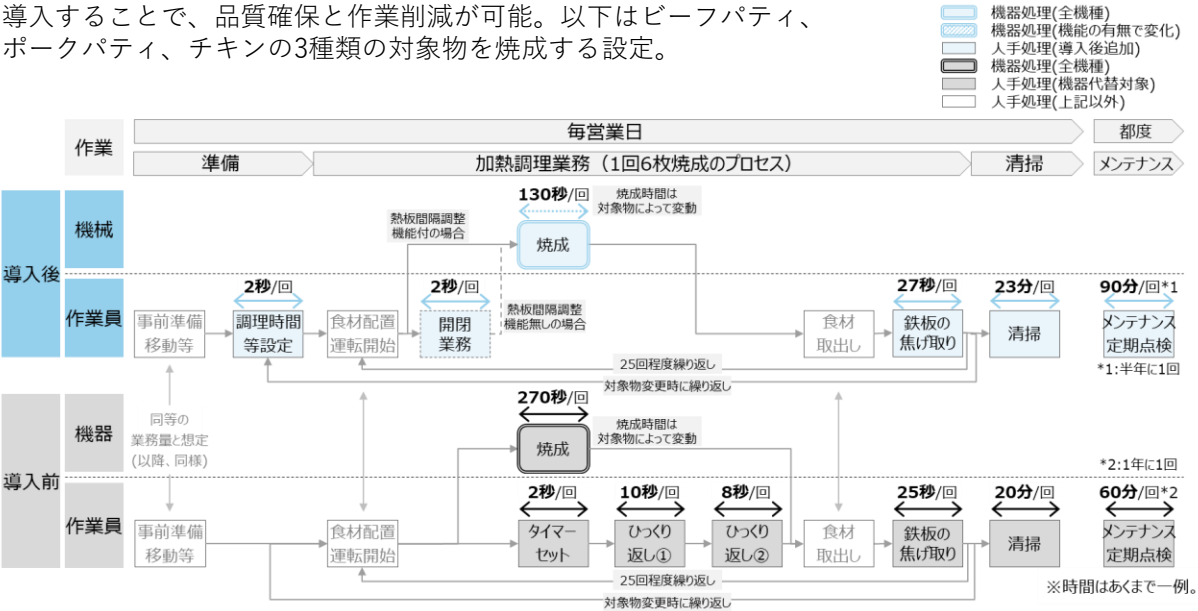 導入することで、品質確保と作業削減が可能。以下はビーフパティ、
ポークパティ、チキンの3種類の対象物を焼成する設定。
機器処理(全機種)
機器処理(機能の有無で変化)
人手処理(導入後追加)
機器処理(全機種)
人手処理(機器代替対象)
人手処理(上記以外)
作業
毎営業日
都度
準備
加熱調理業務（1回6枚焼成のプロセス）
清掃
メンテナンス
導入後
機械
130秒/回
焼成時間は
対象物によって変動
熱板間隔調整
機能付の場合
焼成
作業員
2秒/回
2秒/回
27秒/回
23分/回
90分/回*1
事前準備
移動等
調理時間
等設定
食材配置
運転開始
開閉
業務
熱板間隔調整
機能無しの場合
食材
取出し
鉄板の
焦げ取り
清掃
メンテナンス
定期点検
25回程度繰り返し
対象物変更時に繰り返し
*1:半年に1回
導入前
機器
同等の
業務量と想定
(以降、同様)
270秒/回
焼成時間は
対象物によって変動
焼成
*2:1年に1回
作業員
2秒/回
10秒/回
8秒/回
25秒/回
20分/回
60分/回*2
事前準備
移動等
食材配置
運転開始
タイマー
セット
ひっくり
返し①
ひっくり
返し②
食材
取出し
鉄板の
焦げ取り
清掃
メンテナンス
定期点検
25回程度繰り返し
対象物変更時に繰り返し
※時間はあくまで一例。